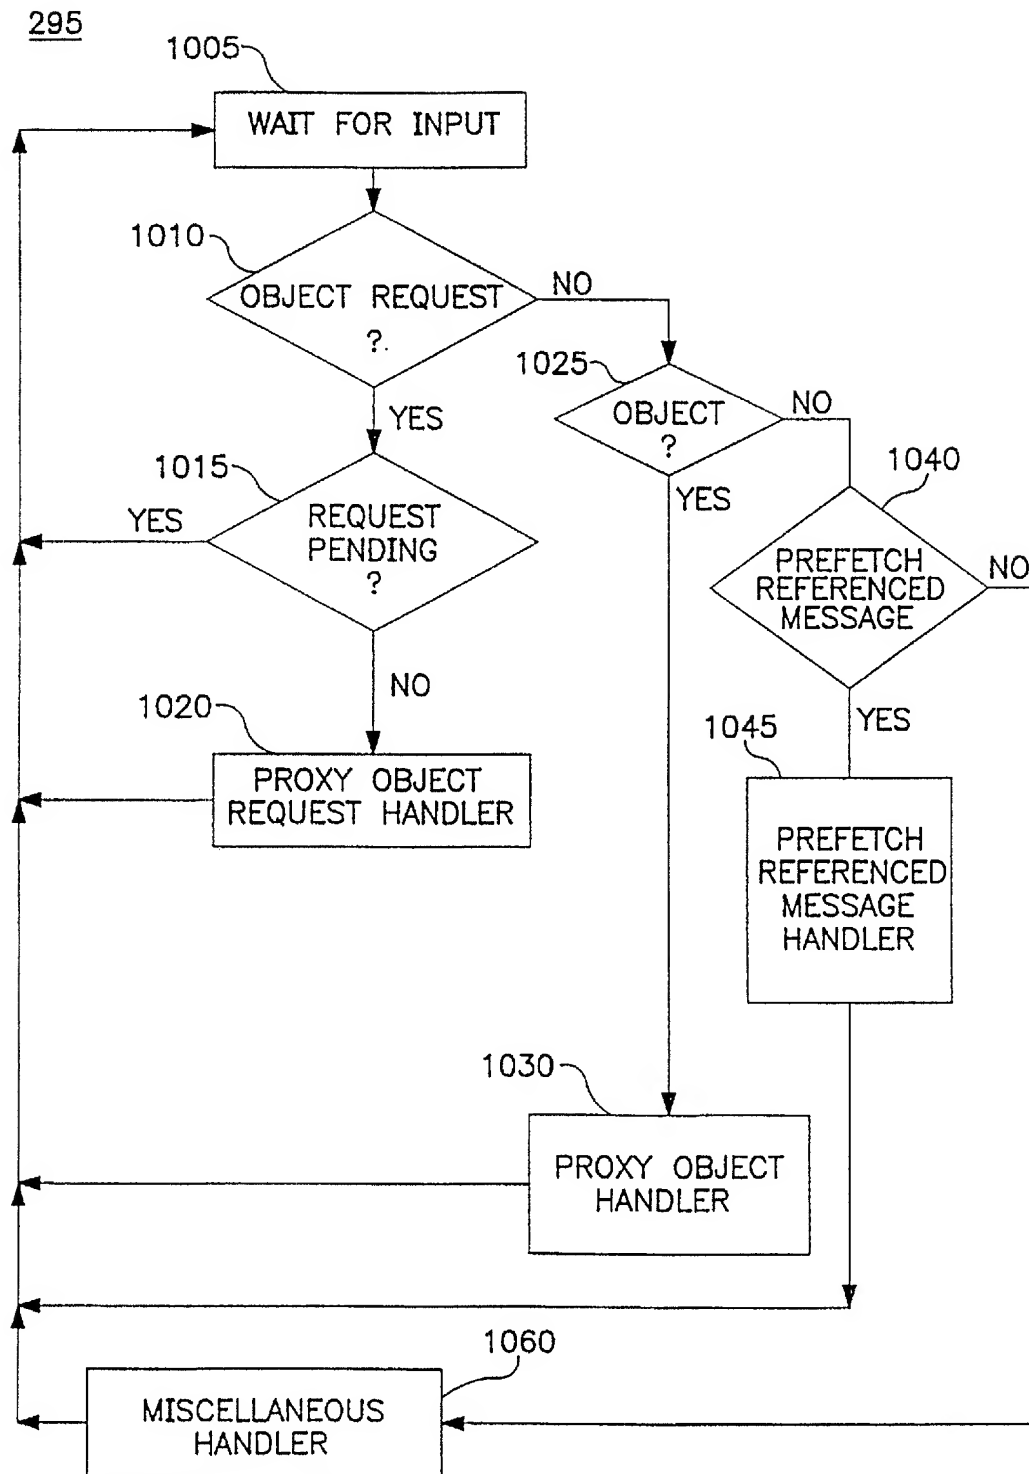 295
1005
WAIT FOR INPUT
1010
OBJECT REQUEST
?
NO
YES
1025
OBJECT
?
NO
YES
1015
REQUEST
PENDING
?
YES
NO
1040
PREFETCH
REFERENCED
MESSAGE
NO
YES
1020
PROXY OBJECT
REQUEST HANDLER
1045
PREFETCH
REFERENCED
MESSAGE
HANDLER
1030
PROXY OBJECT
HANDLER
1060
MISCELLANEOUS
HANDLER